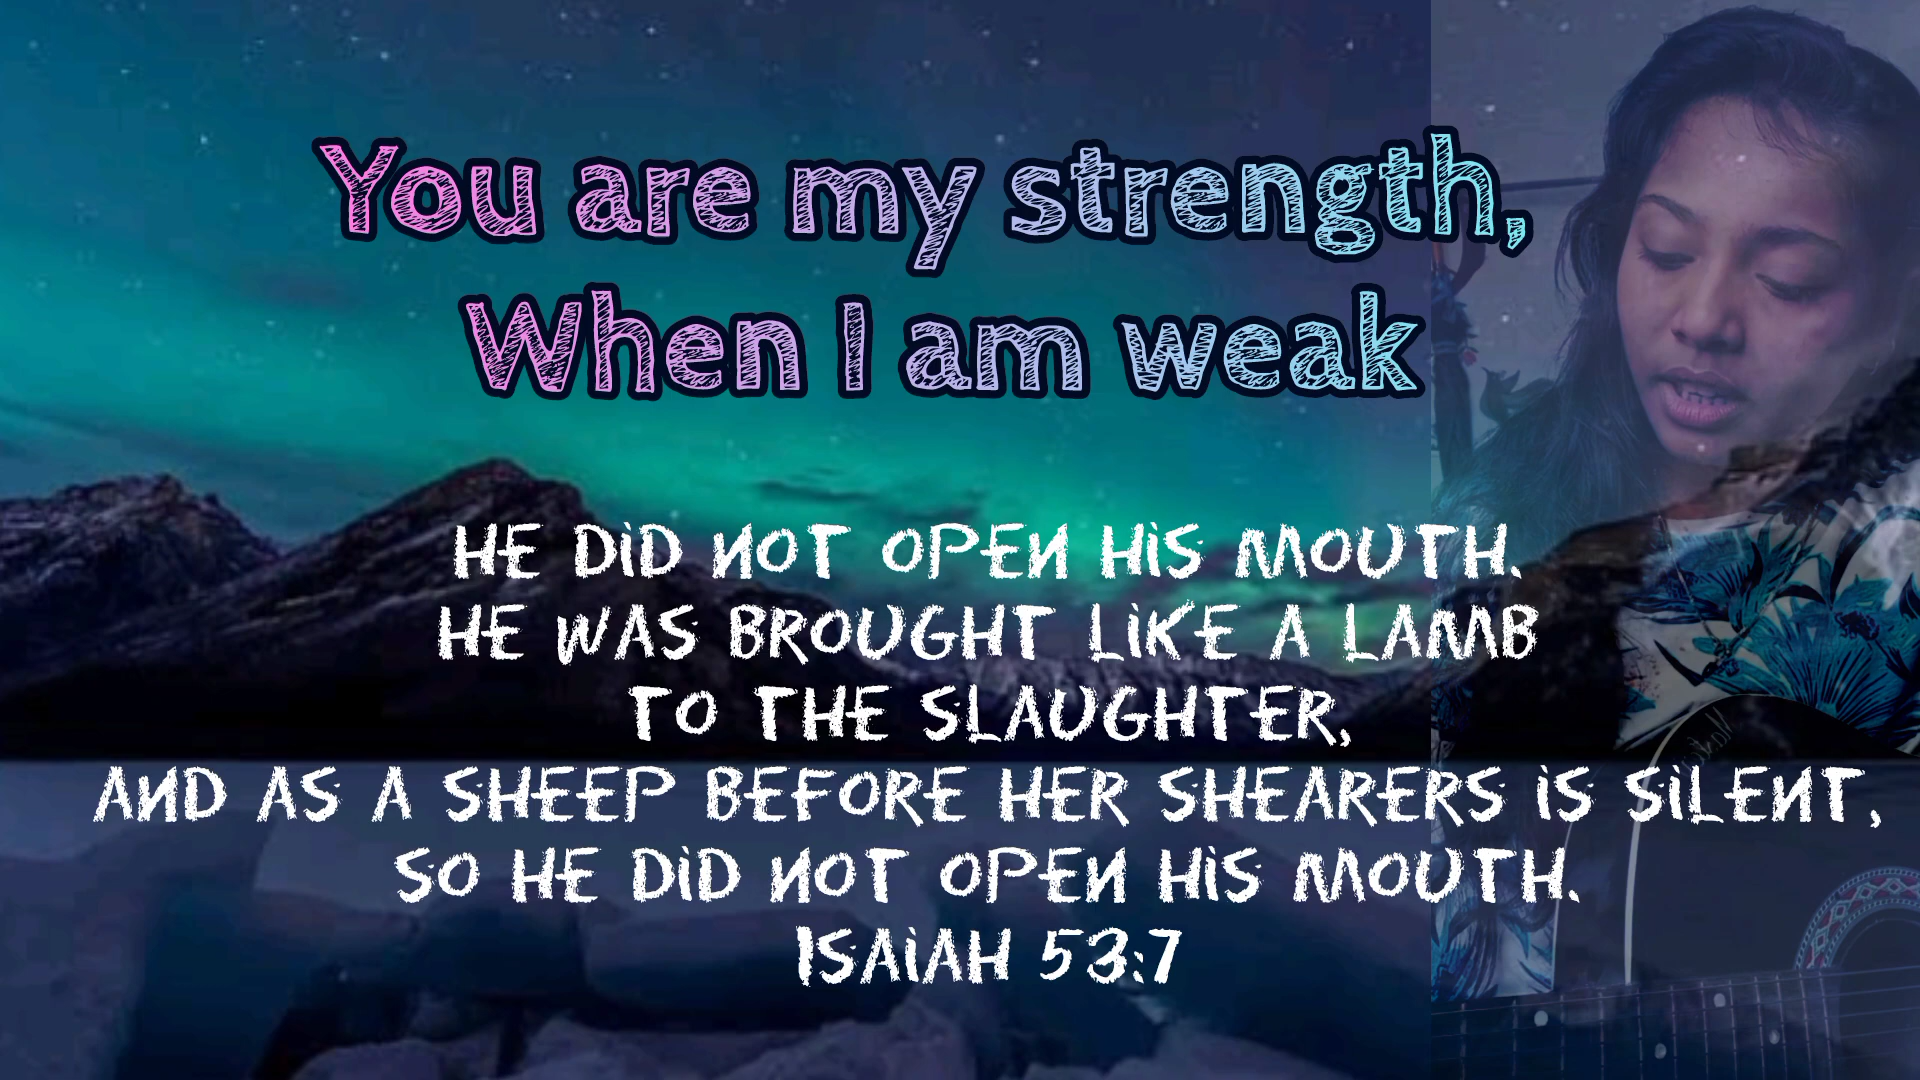 You are my strength,
When I am weak
HE DID NOT OPEN HIS MOUTH.
HE WAS BROUGHT LIKE A LAMB
TO THE SLAUGHTER,
AND AS A SHEEP BEFORE HER SHEARERS IS SILENT,
SO HE DID NOT OPEN HIS MOUTH.
ISAIAH 53:7